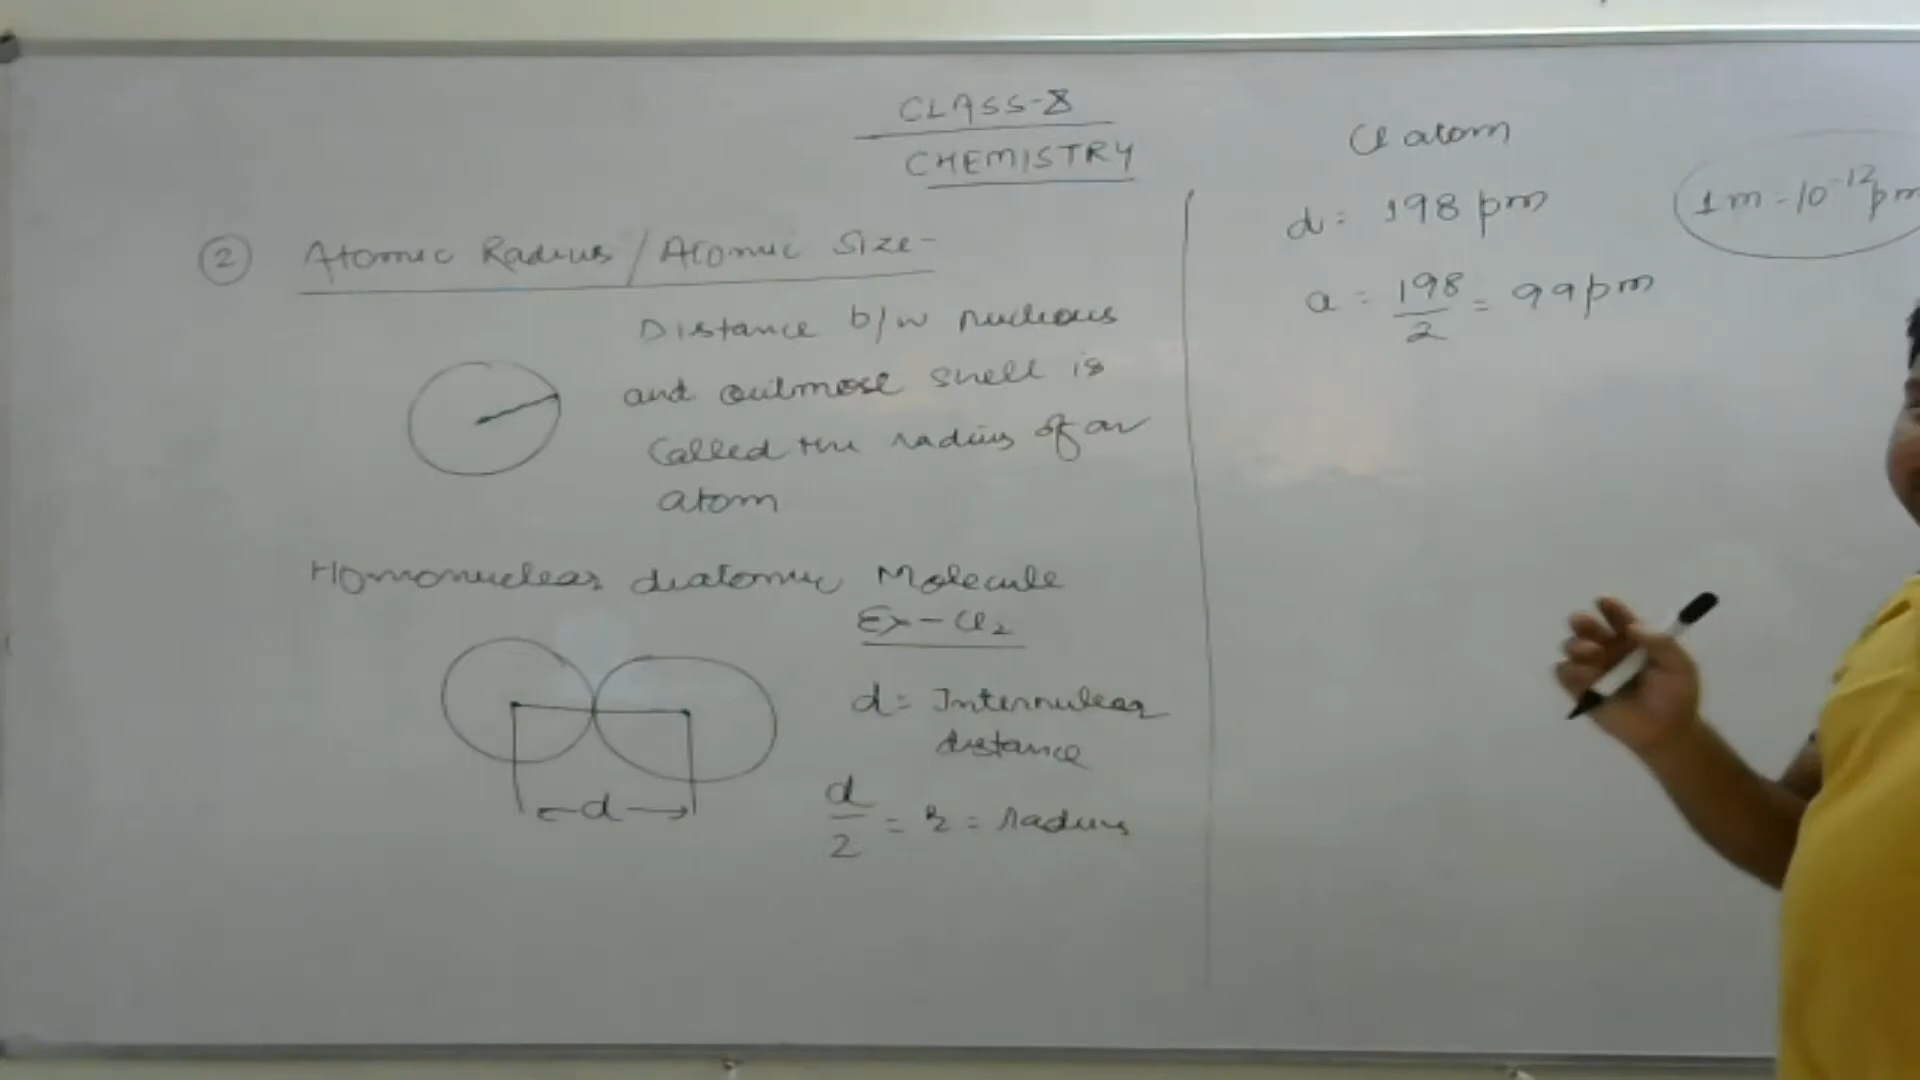 CLASS-8
CHEMISTRY
② Atomic Radius / Atomic Size-
Distance b/w nucleous
and outmost shell is
called the radius of an
atom
Homonuclear diatomic Molecule
Ex - Cl₂
d = Internulear
distance
d
d/2 = r = radius
Cl atom
d = 198 pm
a = 198/2 = 99 pm
1m = 10⁻¹² pm